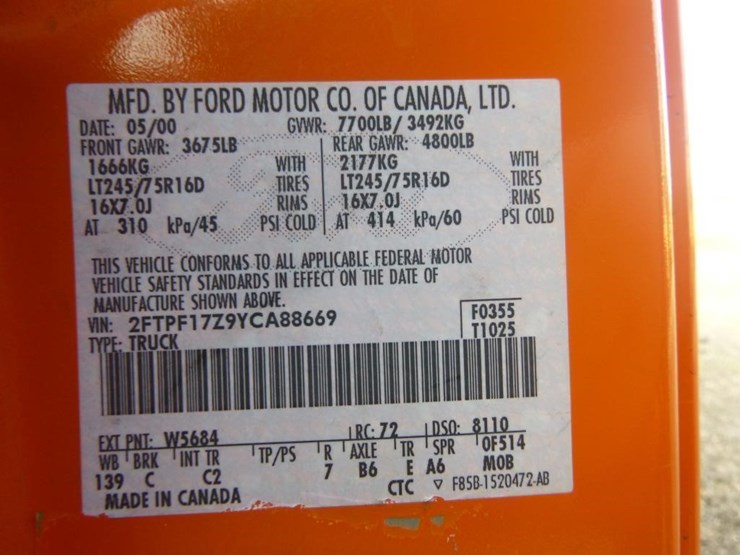 MFD. BY FORD MOTOR CO. OF CANADA, LTD.
DATE: 05/00 GVWR: 7700LB/ 3492KG
FRONT GAWR: 3675LB REAR GAWR: 4800LB
1666KG WITH 2177KG WITH
LT245/75R16D TIRES LT245/75R16D TIRES
16X7.0J RIMS 16X7.0J RIMS
AT 310 kPa/45 PSI COLD AT 414 kPa/60 PSI COLD
THIS VEHICLE CONFORMS TO ALL APPLICABLE FEDERAL MOTOR
VEHICLE SAFETY STANDARDS IN EFFECT ON THE DATE OF
MANUFACTURE SHOWN ABOVE.
VIN: 2FTPF17Z9YCA88669 F0355
TYPE: TRUCK T1025
EXT PNT: W5684 RC: 72 DSO: 8110
WB BRK INT TR TP/PS R AXLE TR SPR 0F514
139 C C2 7 B6 E A6 MOB
MADE IN CANADA CTC ▽ F85B-1520472-AB